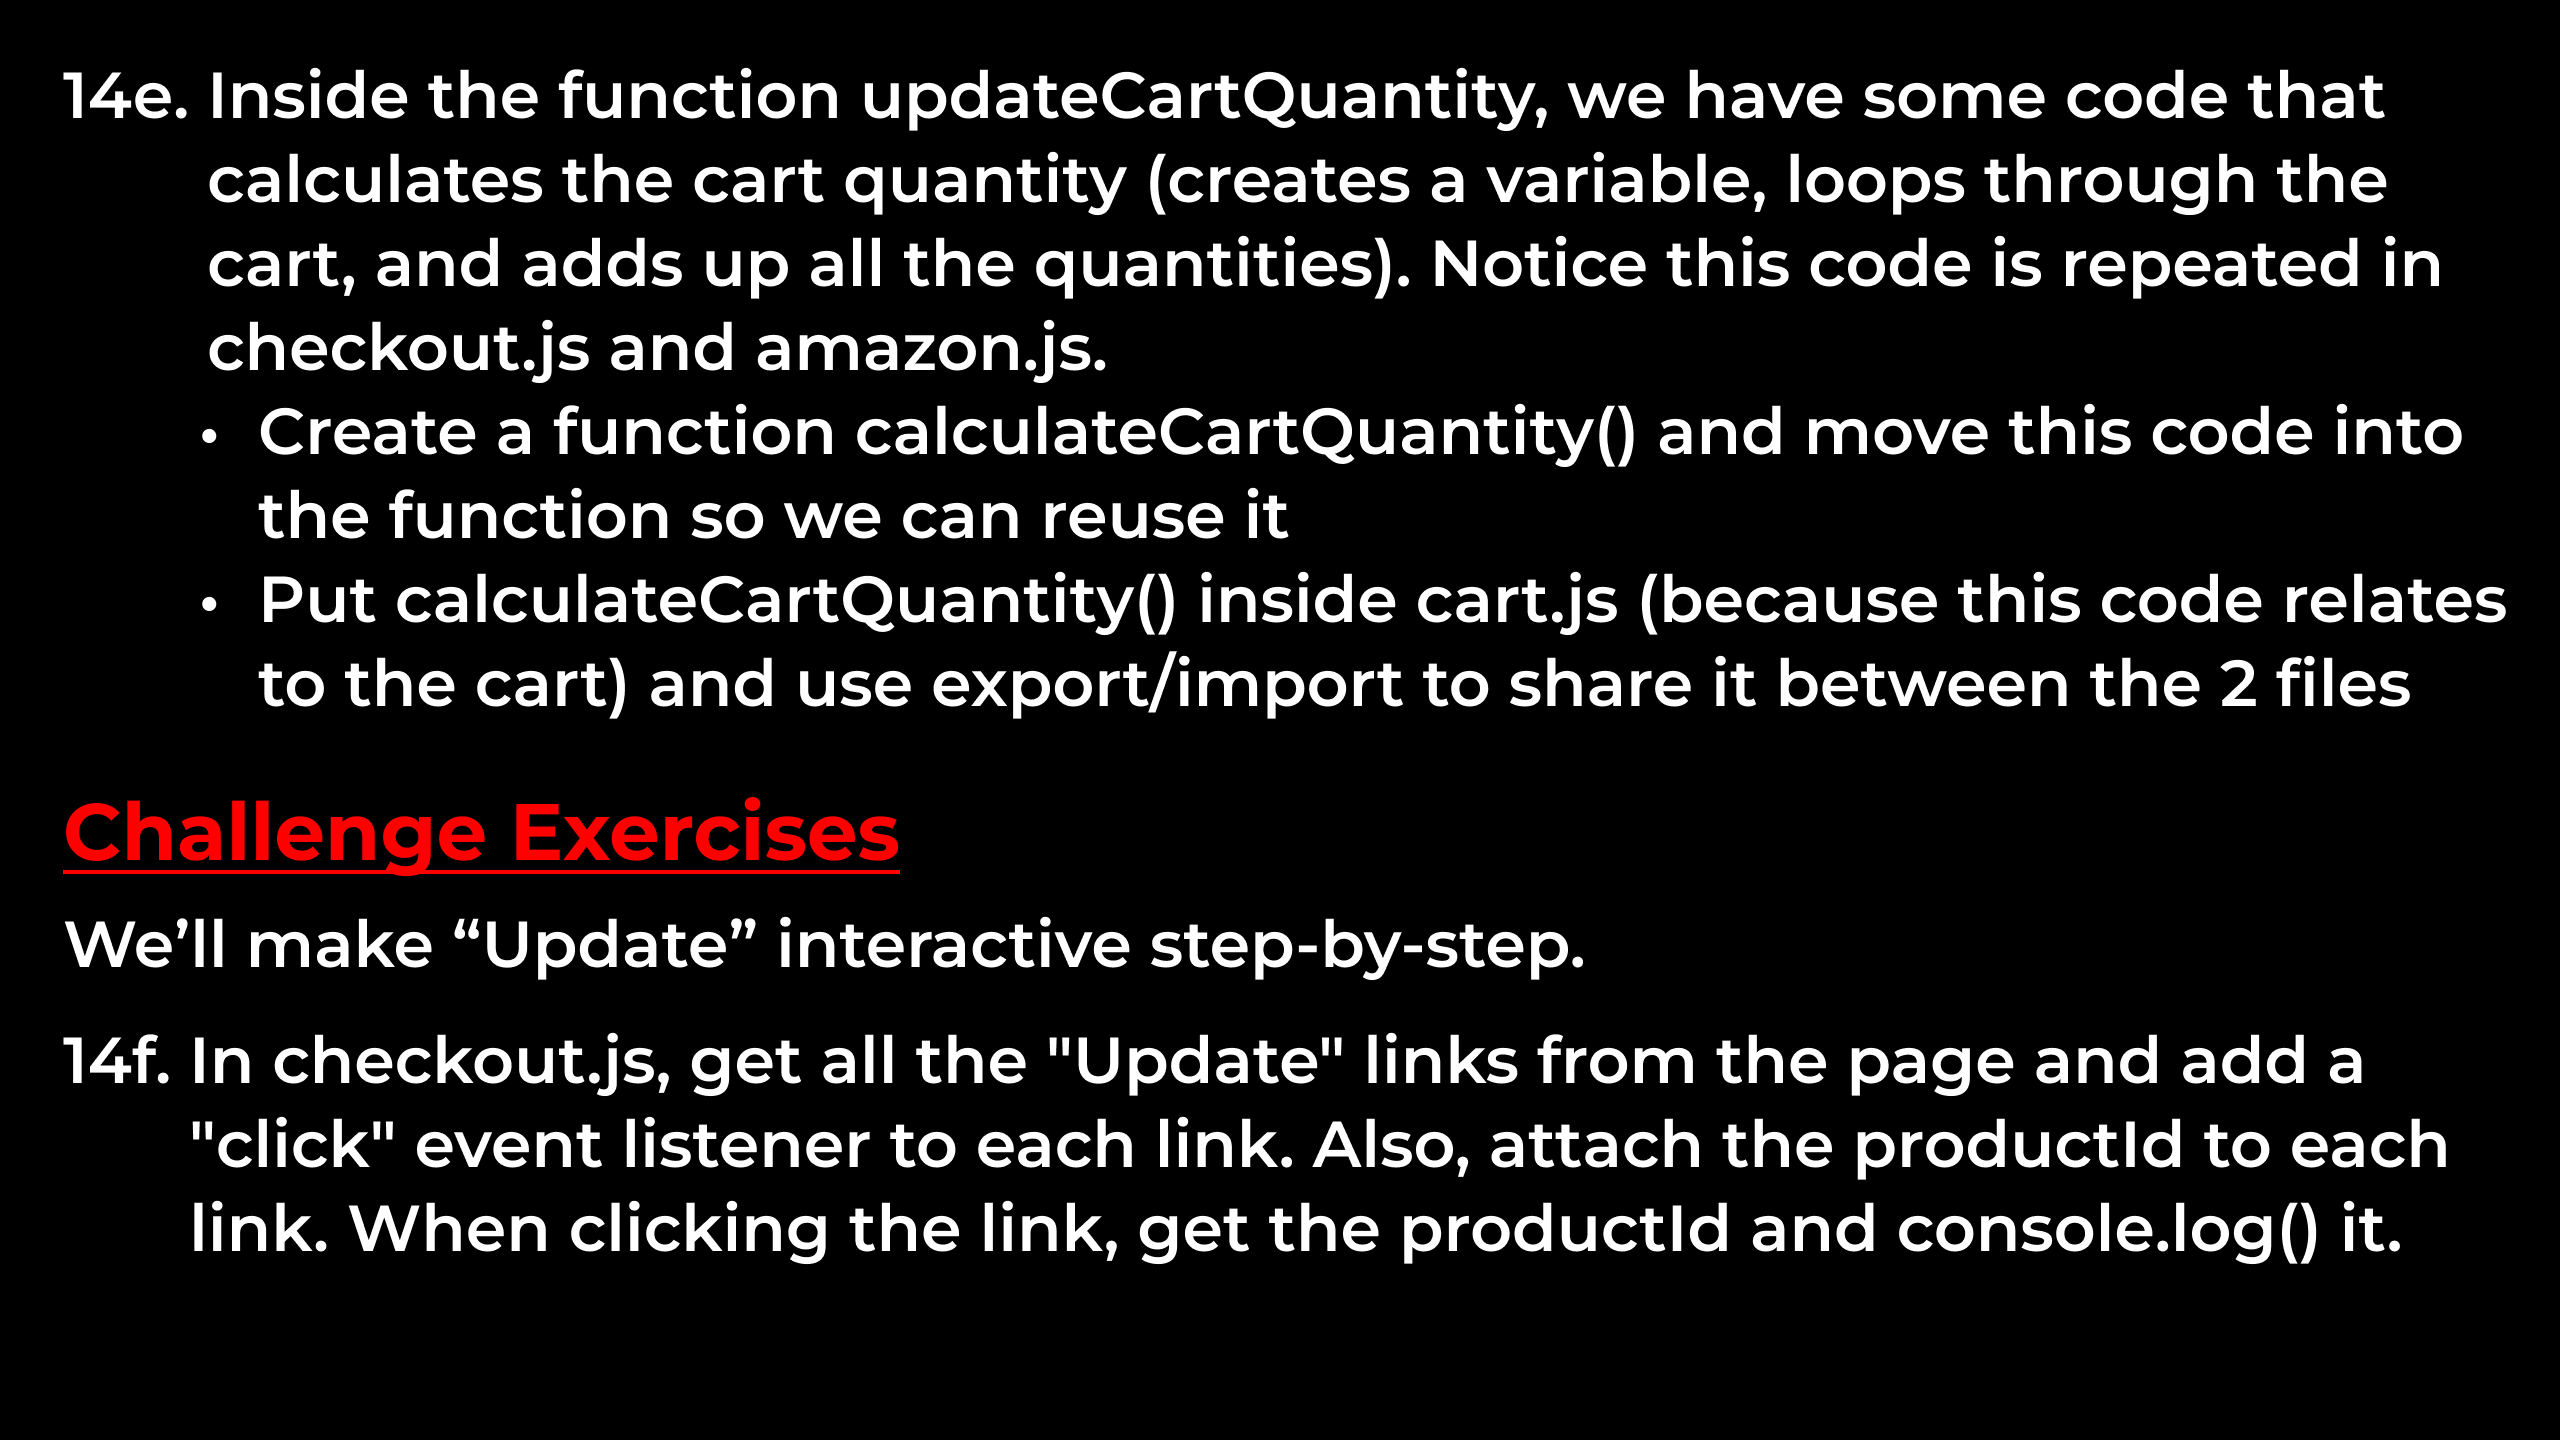 14e. Inside the function updateCartQuantity, we have some code that
calculates the cart quantity (creates a variable, loops through the
cart, and adds up all the quantities). Notice this code is repeated in
checkout.js and amazon.js.
• Create a function calculateCartQuantity() and move this code into
the function so we can reuse it
• Put calculateCartQuantity() inside cart.js (because this code relates
to the cart) and use export/import to share it between the 2 files
Challenge Exercises
We’ll make “Update” interactive step-by-step.
14f. In checkout.js, get all the "Update" links from the page and add a
"click" event listener to each link. Also, attach the productId to each
link. When clicking the link, get the productId and console.log() it.